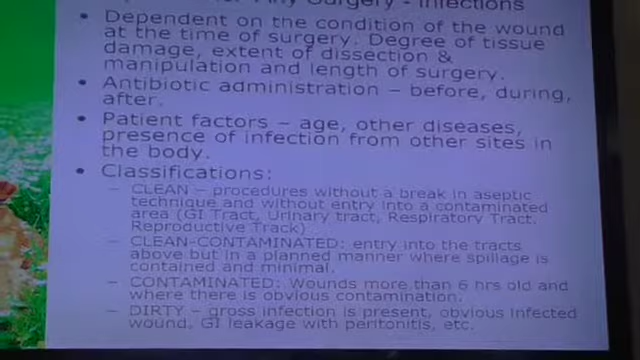 Any Surgery - Infections
• Dependent on the condition of the wound
at the time of surgery. Degree of tissue
damage, extent of dissection &
manipulation and length of surgery.
• Antibiotic administration – before, during,
after.
• Patient factors – age, other diseases,
presence of infection from other sites in
the body.
• Classifications:
– CLEAN – procedures without a break in aseptic
technique and without entry into a contaminated
area (GI Tract, Urinary tract, Respiratory Tract.
Reproductive Track)
– CLEAN-CONTAMINATED: entry into the tracts
above but in a planned manner where spillage is
contained and minimal.
– CONTAMINATED: Wounds more than 6 hrs old and
where there is obvious contamination.
– DIRTY – gross infection is present, obvious infected
wound, GI leakage with peritonitis, etc.